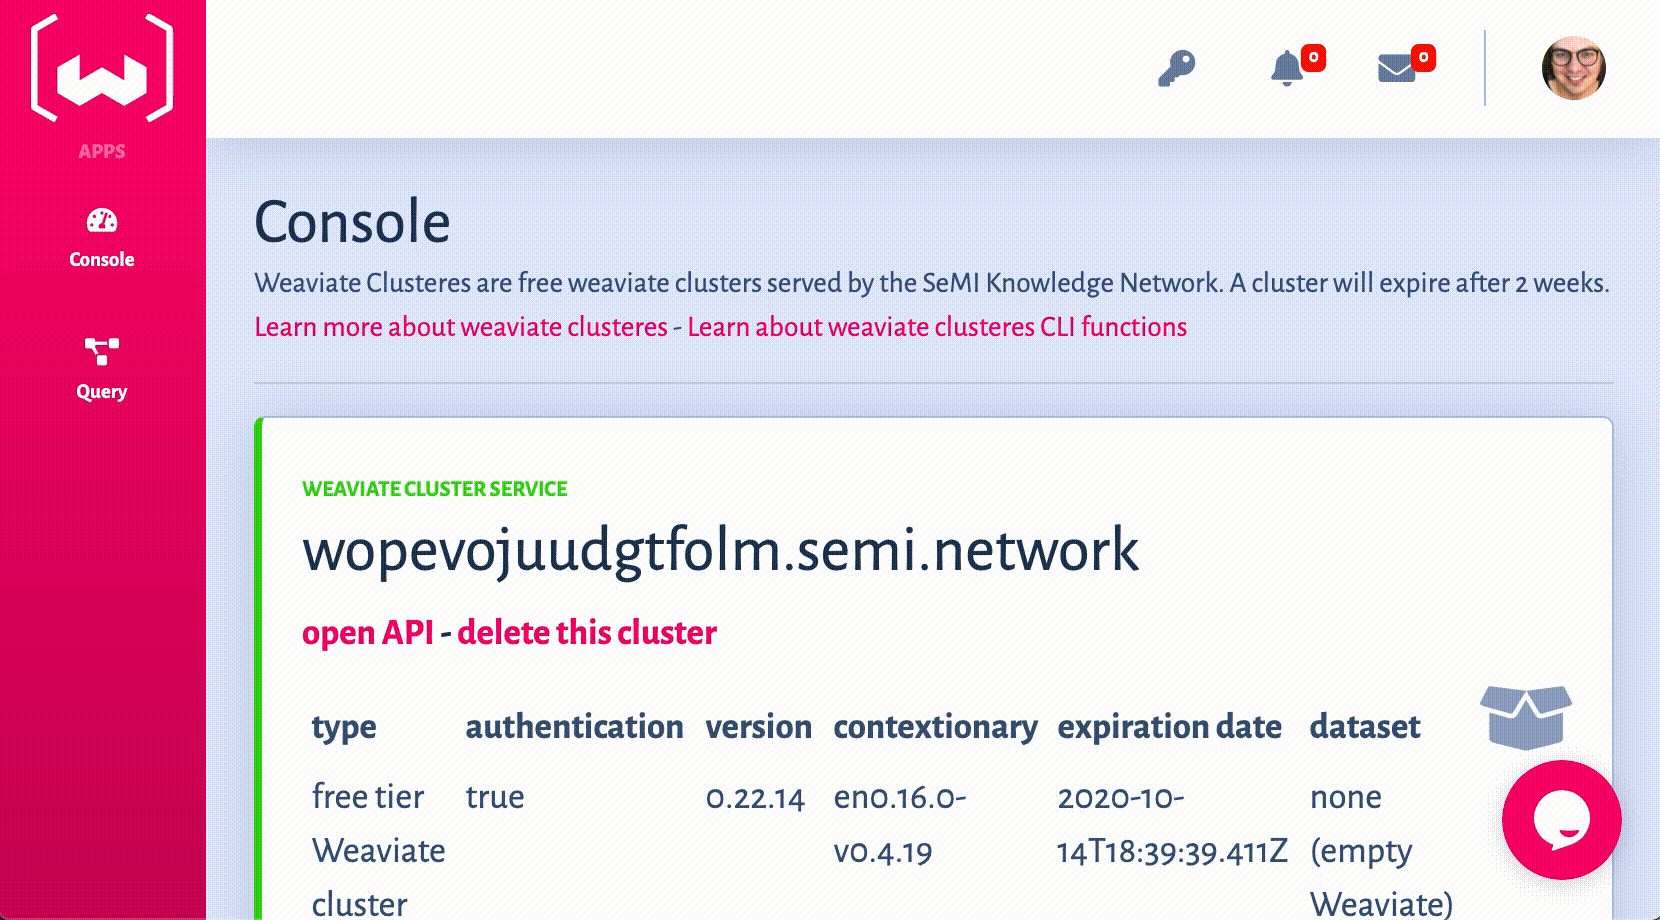 0
0
APPS
Console
Query
Console
Weaviate Clusteres are free weaviate clusters served by the SeMI Knowledge Network. A cluster will expire after 2 weeks.
Learn more about weaviate clusteres - Learn about weaviate clusteres CLI functions
WEAVIATE CLUSTER SERVICE
wopevojuudgtfolm.semi.network
open API - delete this cluster
type authentication version contextionary expiration date dataset
free tier true 0.22.14 en0.16.0- 2020-10- none
Weaviate v0.4.19 14T18:39:39.411Z (empty
cluster Weaviate)